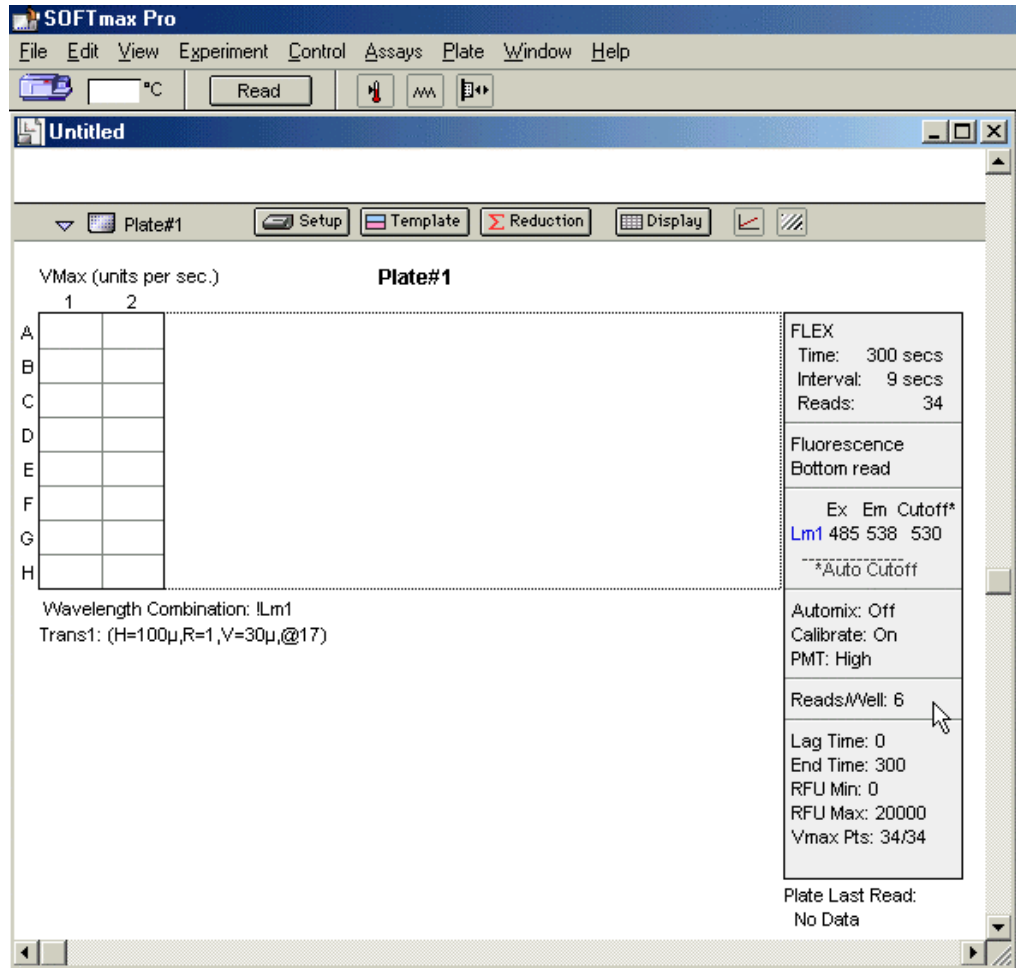 SOFTmax Pro
File Edit View Experiment Control Assays Plate Window Help
°C Read
Untitled
Plate#1 Setup Template Reduction Display
VMax (units per sec.) Plate#1
1 2
A
B
C
D
E
F
G
H
Wavelength Combination: !Lm1
Trans1: (H=100µ,R=1,V=30µ,@17)
FLEX
Time: 300 secs
Interval: 9 secs
Reads: 34
Fluorescence
Bottom read
Ex Em Cutoff*
Lm1 485 538 530
*Auto Cutoff
Automix: Off
Calibrate: On
PMT: High
Reads/Well: 6
Lag Time: 0
End Time: 300
RFU Min: 0
RFU Max: 20000
Vmax Pts: 34/34
Plate Last Read:
No Data